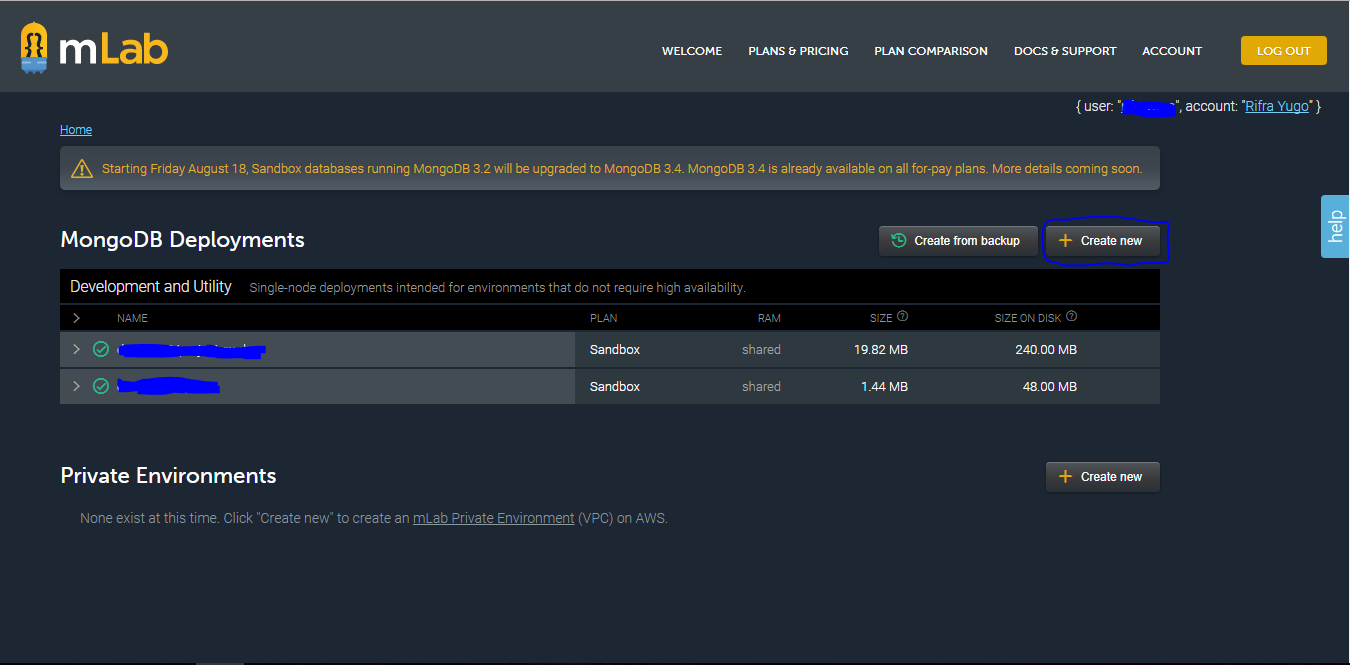 mLab
WELCOME PLANS & PRICING PLAN COMPARISON DOCS & SUPPORT ACCOUNT LOG OUT
{ user: " ", account: "Rifra Yugo" }
Home
Starting Friday August 18, Sandbox databases running MongoDB 3.2 will be upgraded to MongoDB 3.4. MongoDB 3.4 is already available on all for-pay plans. More details coming soon.
help
MongoDB Deployments Create from backup Create new
Development and Utility Single-node deployments intended for environments that do not require high availability.
NAME PLAN RAM SIZE SIZE ON DISK
Sandbox shared 19.82 MB 240.00 MB
Sandbox shared 1.44 MB 48.00 MB
Private Environments Create new
None exist at this time. Click "Create new" to create an mLab Private Environment (VPC) on AWS.